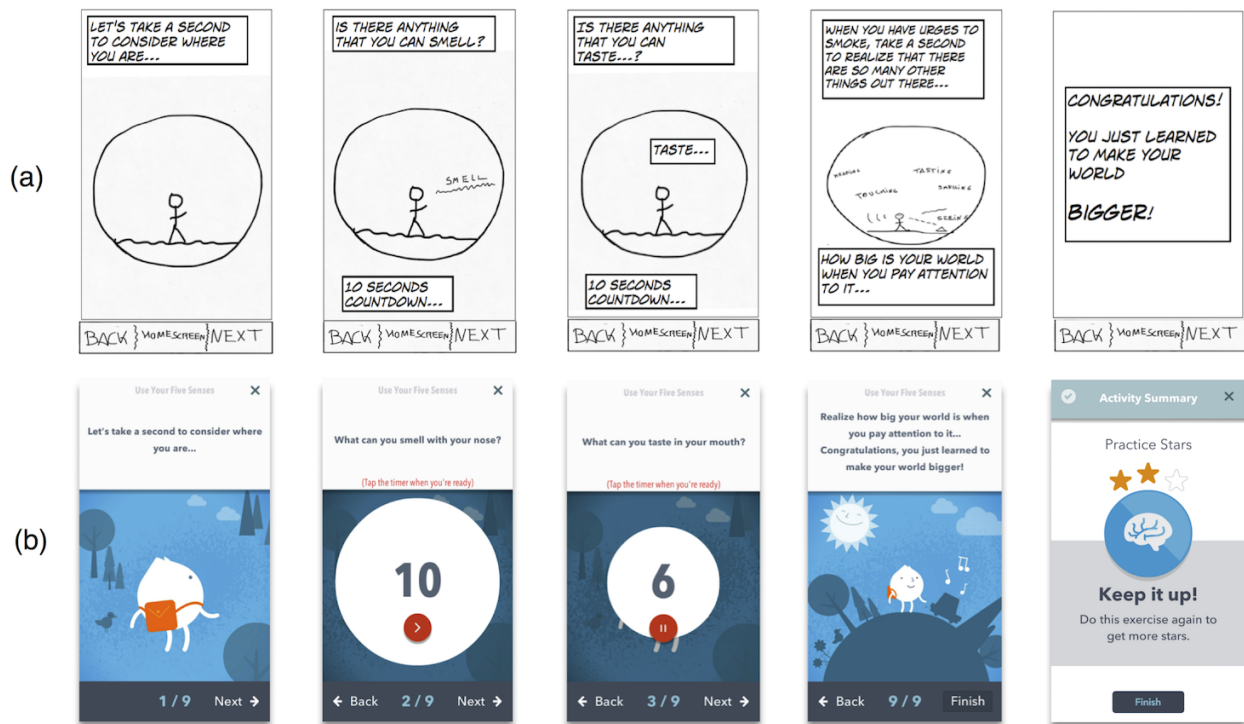 (a)
LET'S TAKE A SECOND
TO CONSIDER WHERE
YOU ARE...
BACK } HOMESCREEN } NEXT
IS THERE ANYTHING
THAT YOU CAN SMELL?
SMELL
10 SECONDS
COUNTDOWN...
BACK } HOMESCREEN } NEXT
IS THERE ANYTHING
THAT YOU CAN
TASTE...?
TASTE...
10 SECONDS
COUNTDOWN...
BACK } HOMESCREEN } NEXT
WHEN YOU HAVE URGES TO
SMOKE, TAKE A SECOND
TO REALIZE THAT THERE
ARE SO MANY OTHER
THINGS OUT THERE...
HEARING
TASTING
TOUCHING
SMELLING
SEEING
HOW BIG IS YOUR WORLD
WHEN YOU PAY ATTENTION
TO IT...
BACK } HOMESCREEN } NEXT
CONGRATULATIONS!
YOU JUST LEARNED
TO MAKE YOUR
WORLD
BIGGER!
BACK } HOMESCREEN } NEXT
(b)
Use Your Five Senses
Let's take a second to consider where
you are...
1 / 9 Next
Use Your Five Senses
What can you smell with your nose?
(Tap the timer when you're ready)
10
Back 2 / 9 Next
Use Your Five Senses
What can you taste in your mouth?
(Tap the timer when you're ready)
6
Back 3 / 9 Next
Use Your Five Senses
Realize how big your world is when
you pay attention to it...
Congratulations, you just learned to
make your world bigger!
Back 9 / 9 Finish
Activity Summary
Practice Stars
Keep it up!
Do this exercise again to
get more stars.
Finish